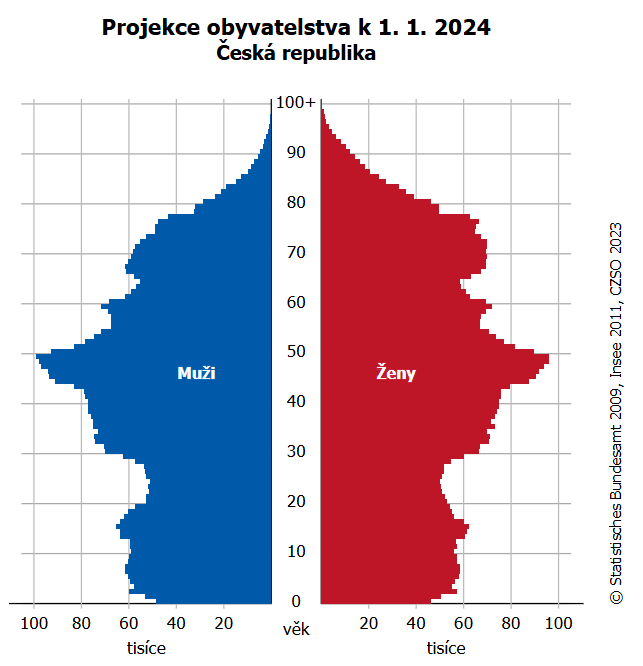 Projekce obyvatelstva k 1. 1. 2024
Česká republika
100+
90
80
70
60
50
Muži
Ženy
40
30
20
10
0
100 80 60 40 20
věk
20 40 60 80 100
tisíce
tisíce
© Statistisches Bundesamt 2009, Insee 2011, CZSO 2023